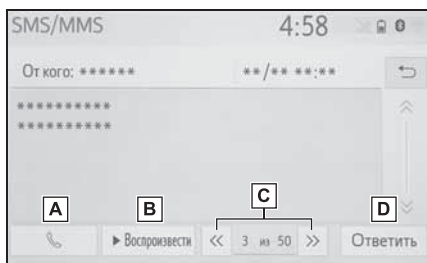 SMS/MMS 4:58
От кого: ****** **/** **:**
**********
**********
A B C D
▶ Воспроизвести << 3 из 50 >> Ответить